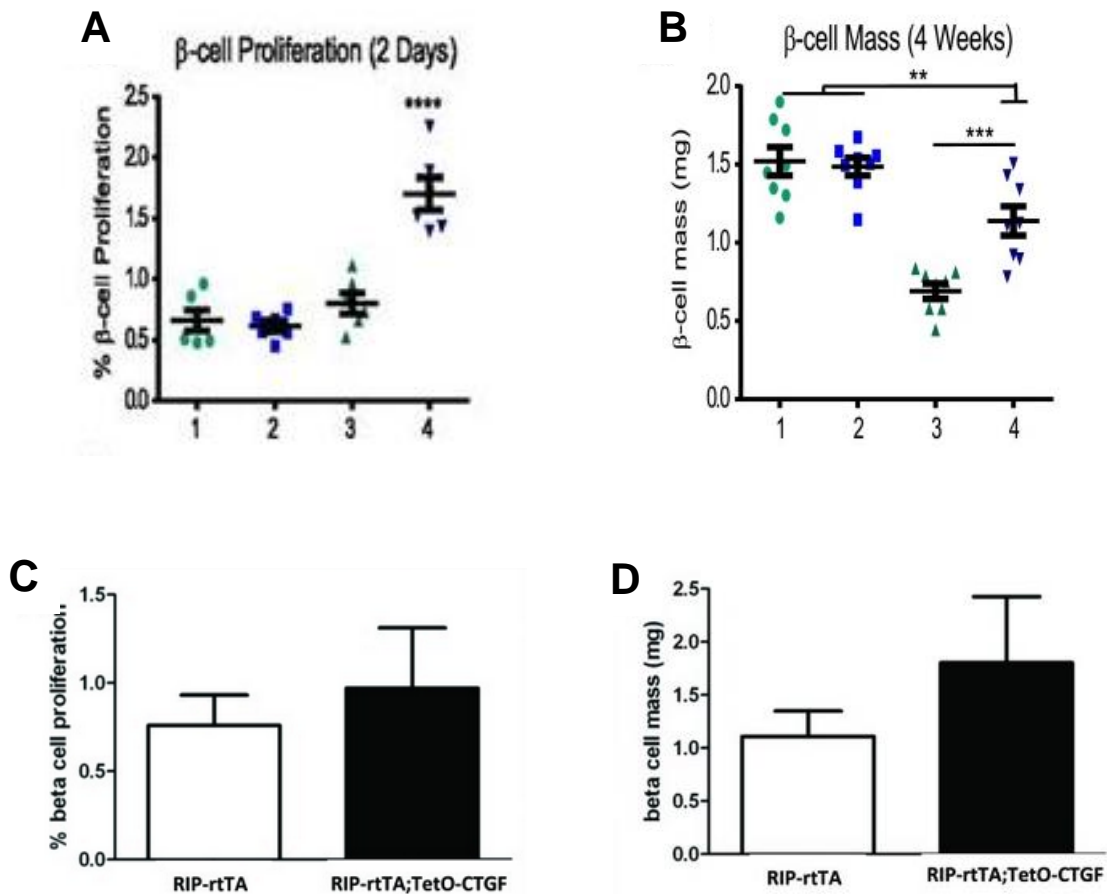 A
β-cell Proliferation (2 Days)
% β-cell Proliferation
2.5
2.0
1.5
1.0
0.5
0.0
****
1 2 3 4
B
β-cell Mass (4 Weeks)
β-cell mass (mg)
2.0
1.5
1.0
0.5
0.0
**
***
1 2 3 4
C
% beta cell proliferation
1.5
1.0
0.5
0.0
RIP-rtTA RIP-rtTA;TetO-CTGF
D
beta cell mass (mg)
2.5
2.0
1.5
1.0
0.5
0.0
RIP-rtTA RIP-rtTA;TetO-CTGF